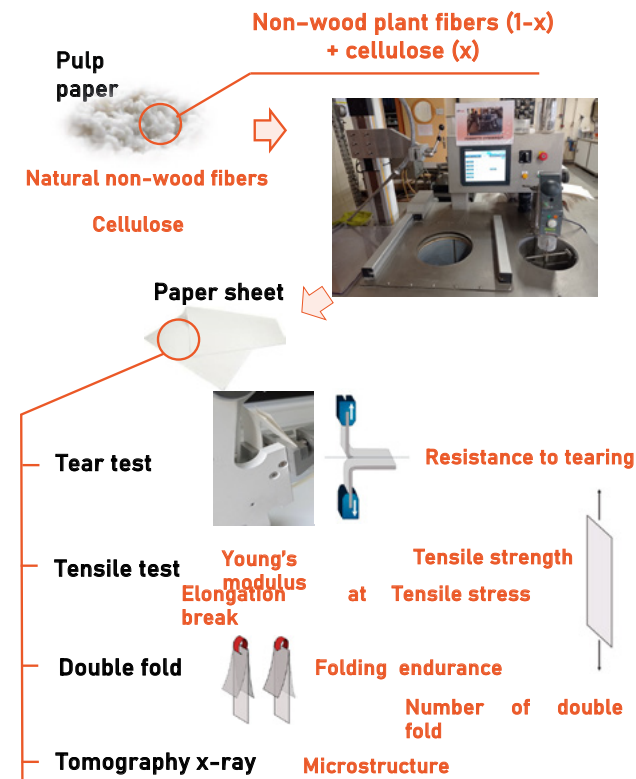 Non-wood plant fibers (1-x)
+ cellulose (x)
Pulp
paper
Natural non-wood fibers
Cellulose
Paper sheet
Tear test
Resistance to tearing
Tensile test
Young's
modulus
Tensile strength
Elongation at Tensile stress
break
Double fold
Folding endurance
Number of double
fold
Tomography x-ray
Microstructure